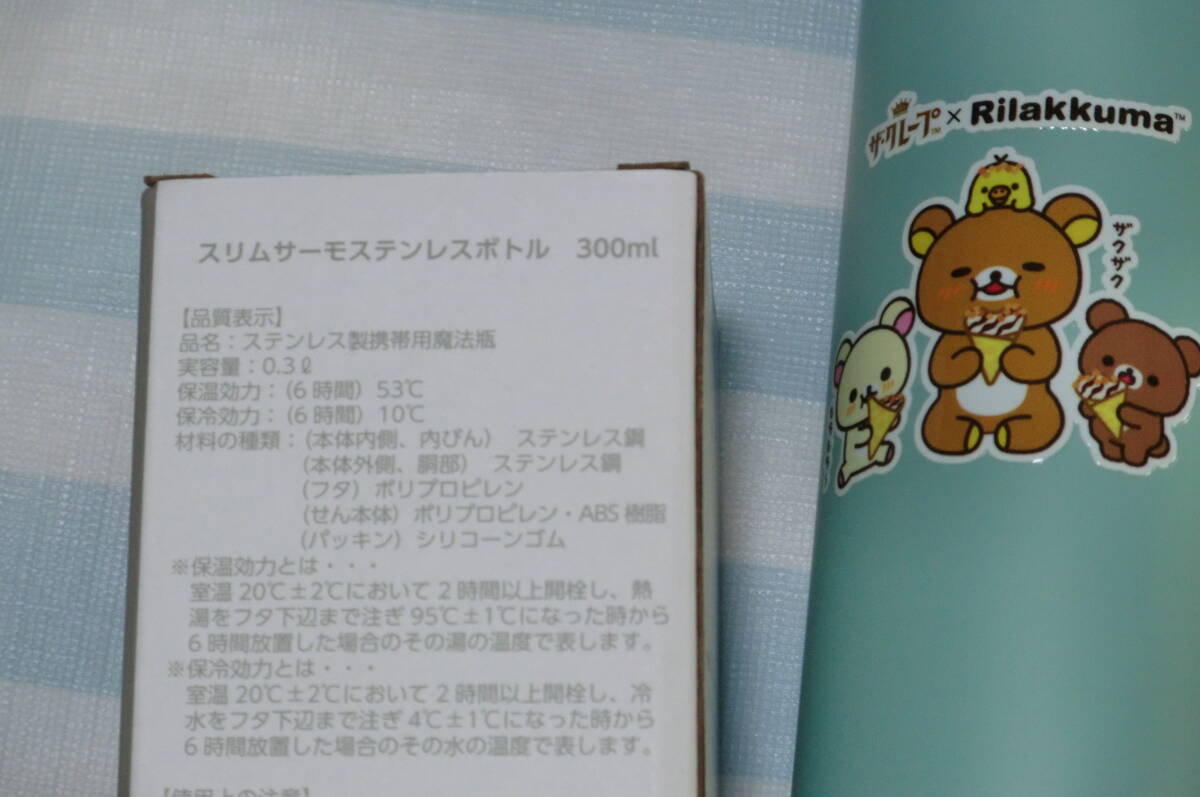 スリムサーモステンレスボトル 300ml
【品質表示】
品名：ステンレス製携帯用魔法瓶
実容量：0.3ℓ
保温効力：（6時間）53℃
保冷効力：（6時間）10℃
材料の種類：（本体内側、内びん） ステンレス鋼
（本体外側、胴部） ステンレス鋼
（フタ）ポリプロピレン
（せん本体）ポリプロピレン・ABS樹脂
（パッキン）シリコーンゴム
※保温効力とは・・・
室温20℃±2℃において2時間以上開栓し、熱
湯をフタ下辺まで注ぎ95℃±1℃になった時から
6時間放置した場合のその湯の温度で表します。
※保冷効力とは・・・
室温20℃±2℃において2時間以上開栓し、冷
水をフタ下辺まで注ぎ4℃±1℃になった時から
6時間放置した場合のその水の温度で表します。
【使用上の注意】
ザ・クレープ™×Rilakkuma™
ザクザク